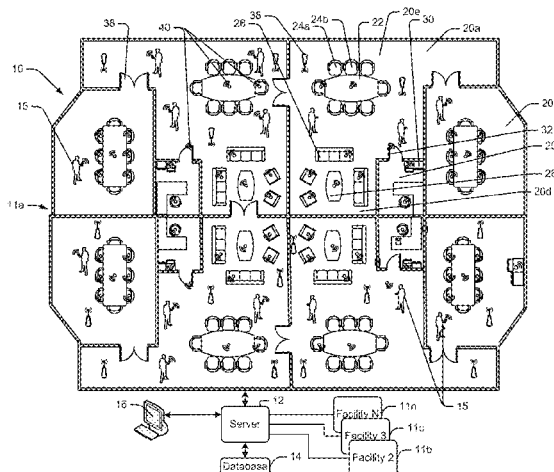 38
40
26
35
24a
24b
22
20e
30
20a
10
15
20
32
28
20d
11a
16
12
Server
14
Database
Facility N
11n
Facility 3
11c
Facility 2
11b
15